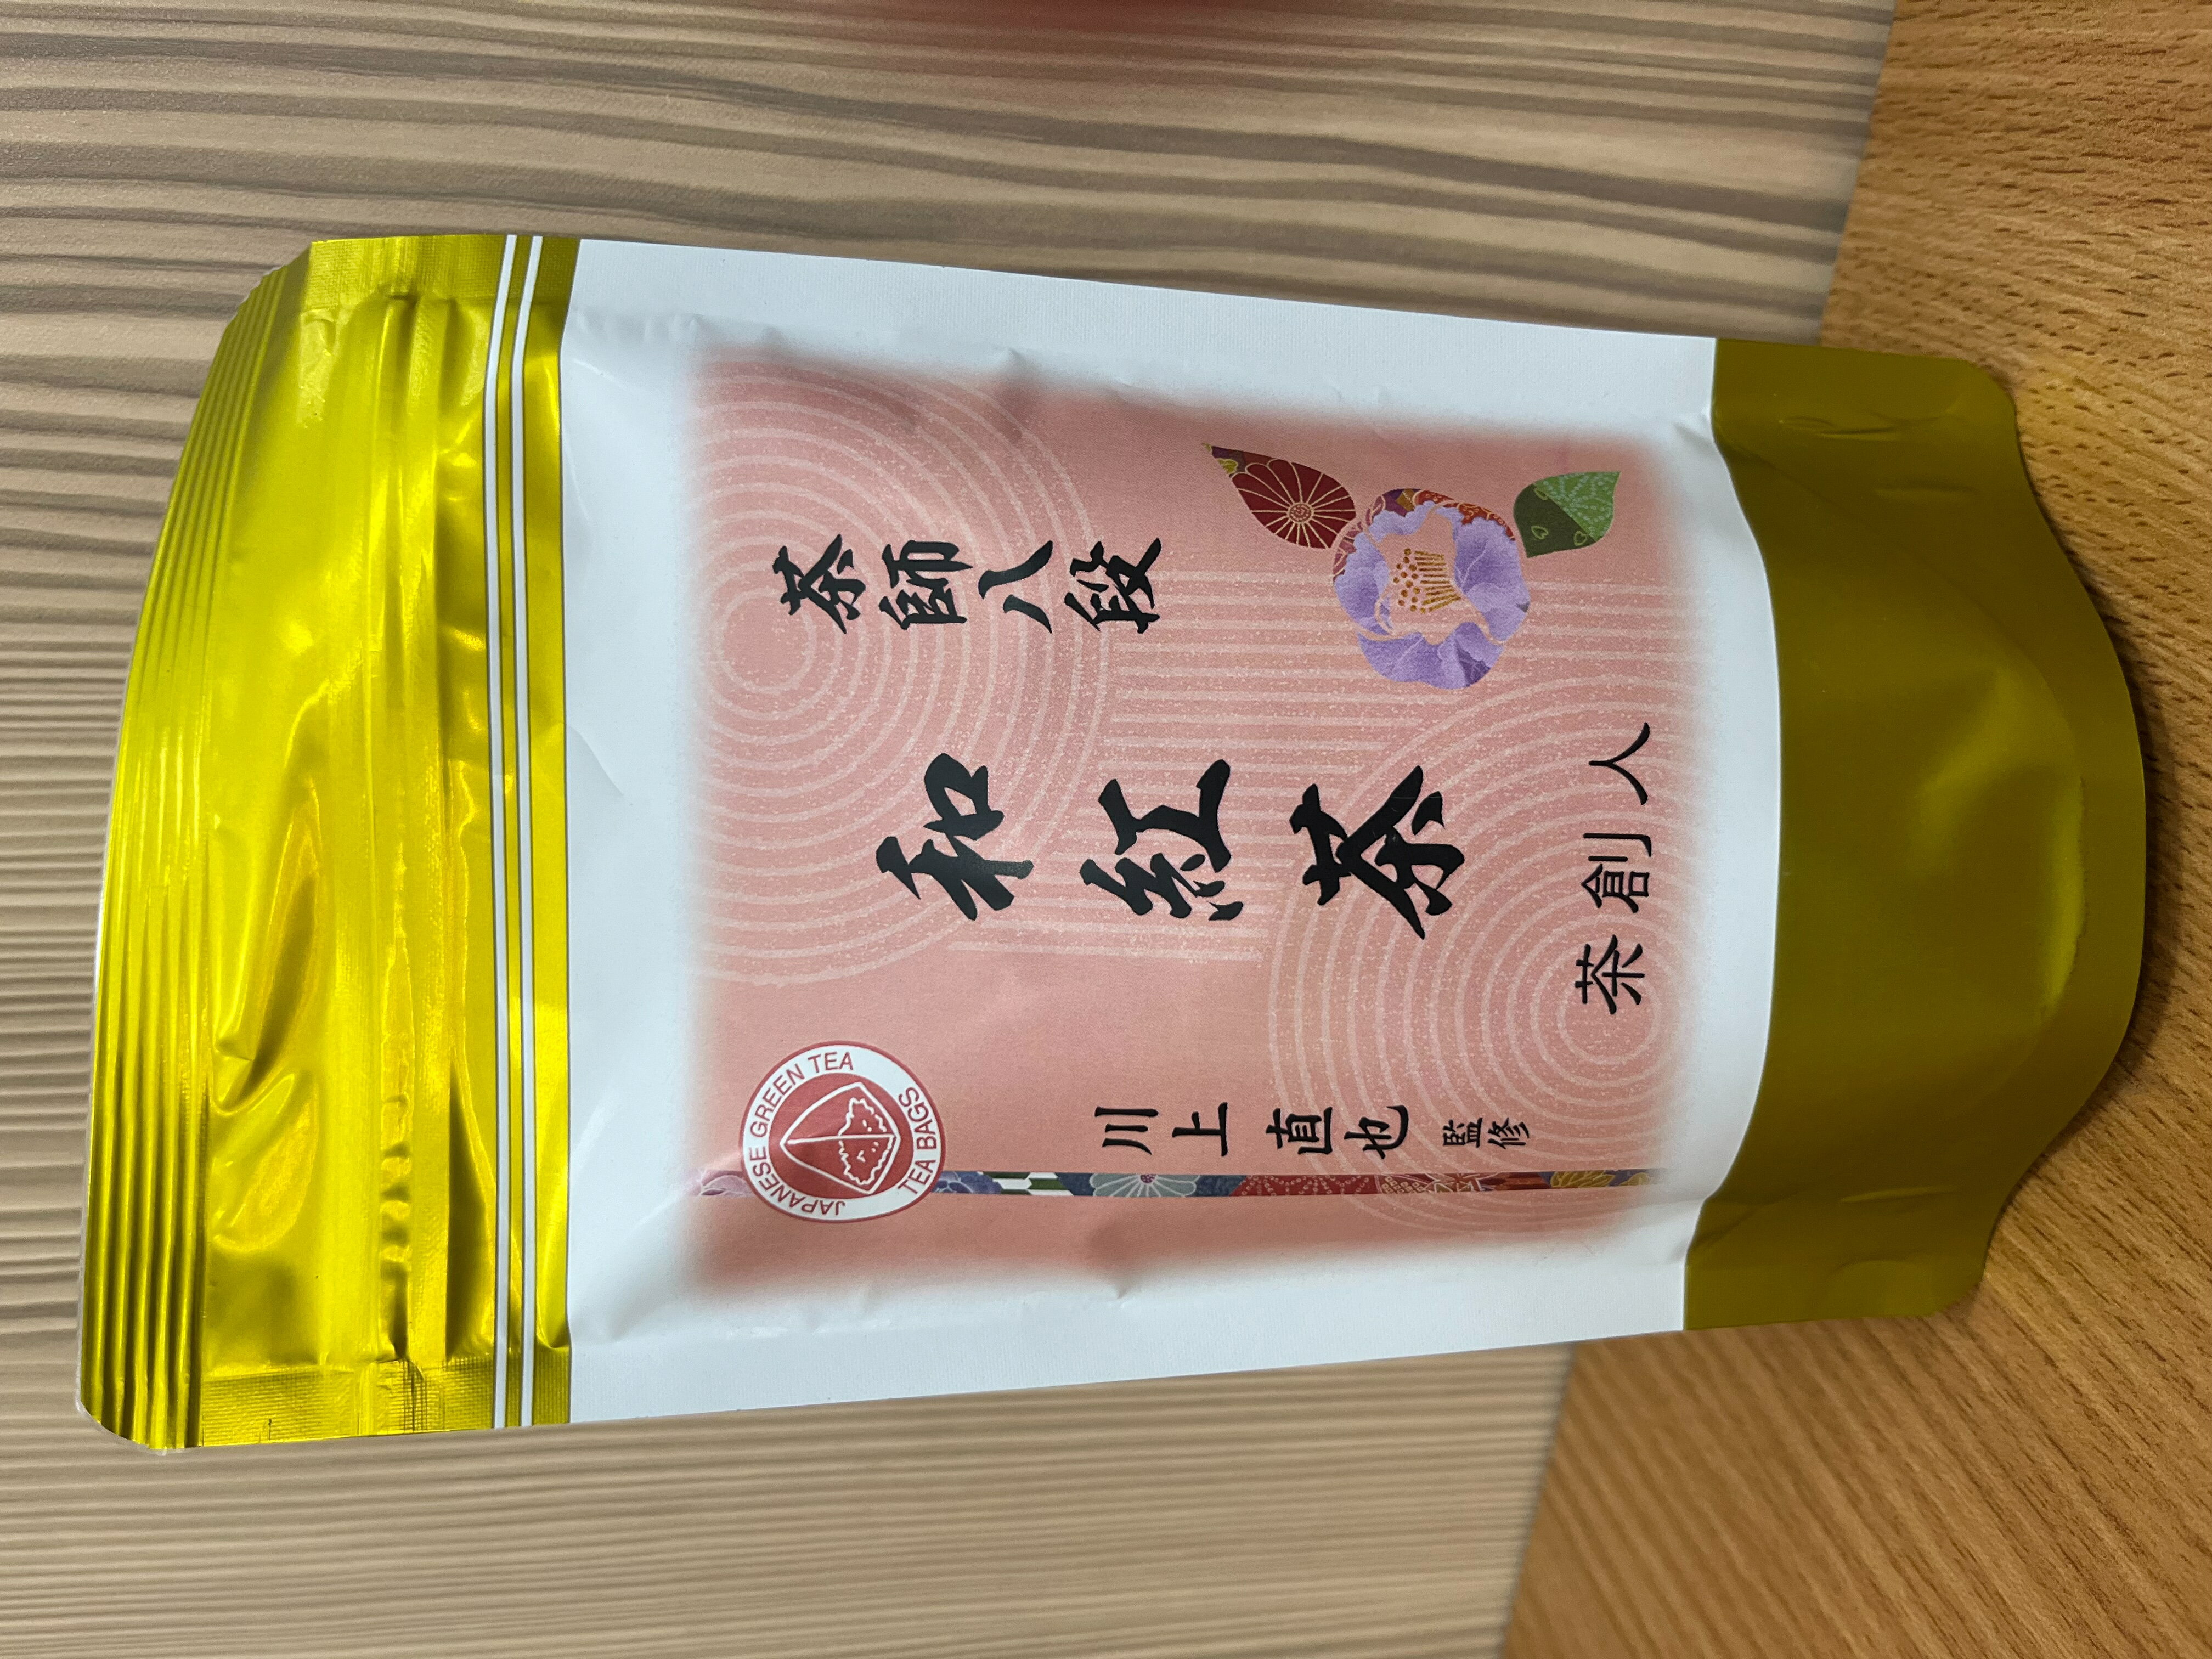 茶師八段
和紅茶
川上 直也 監修
茶創人
JAPANESE GREEN TEA
TEA BAGS